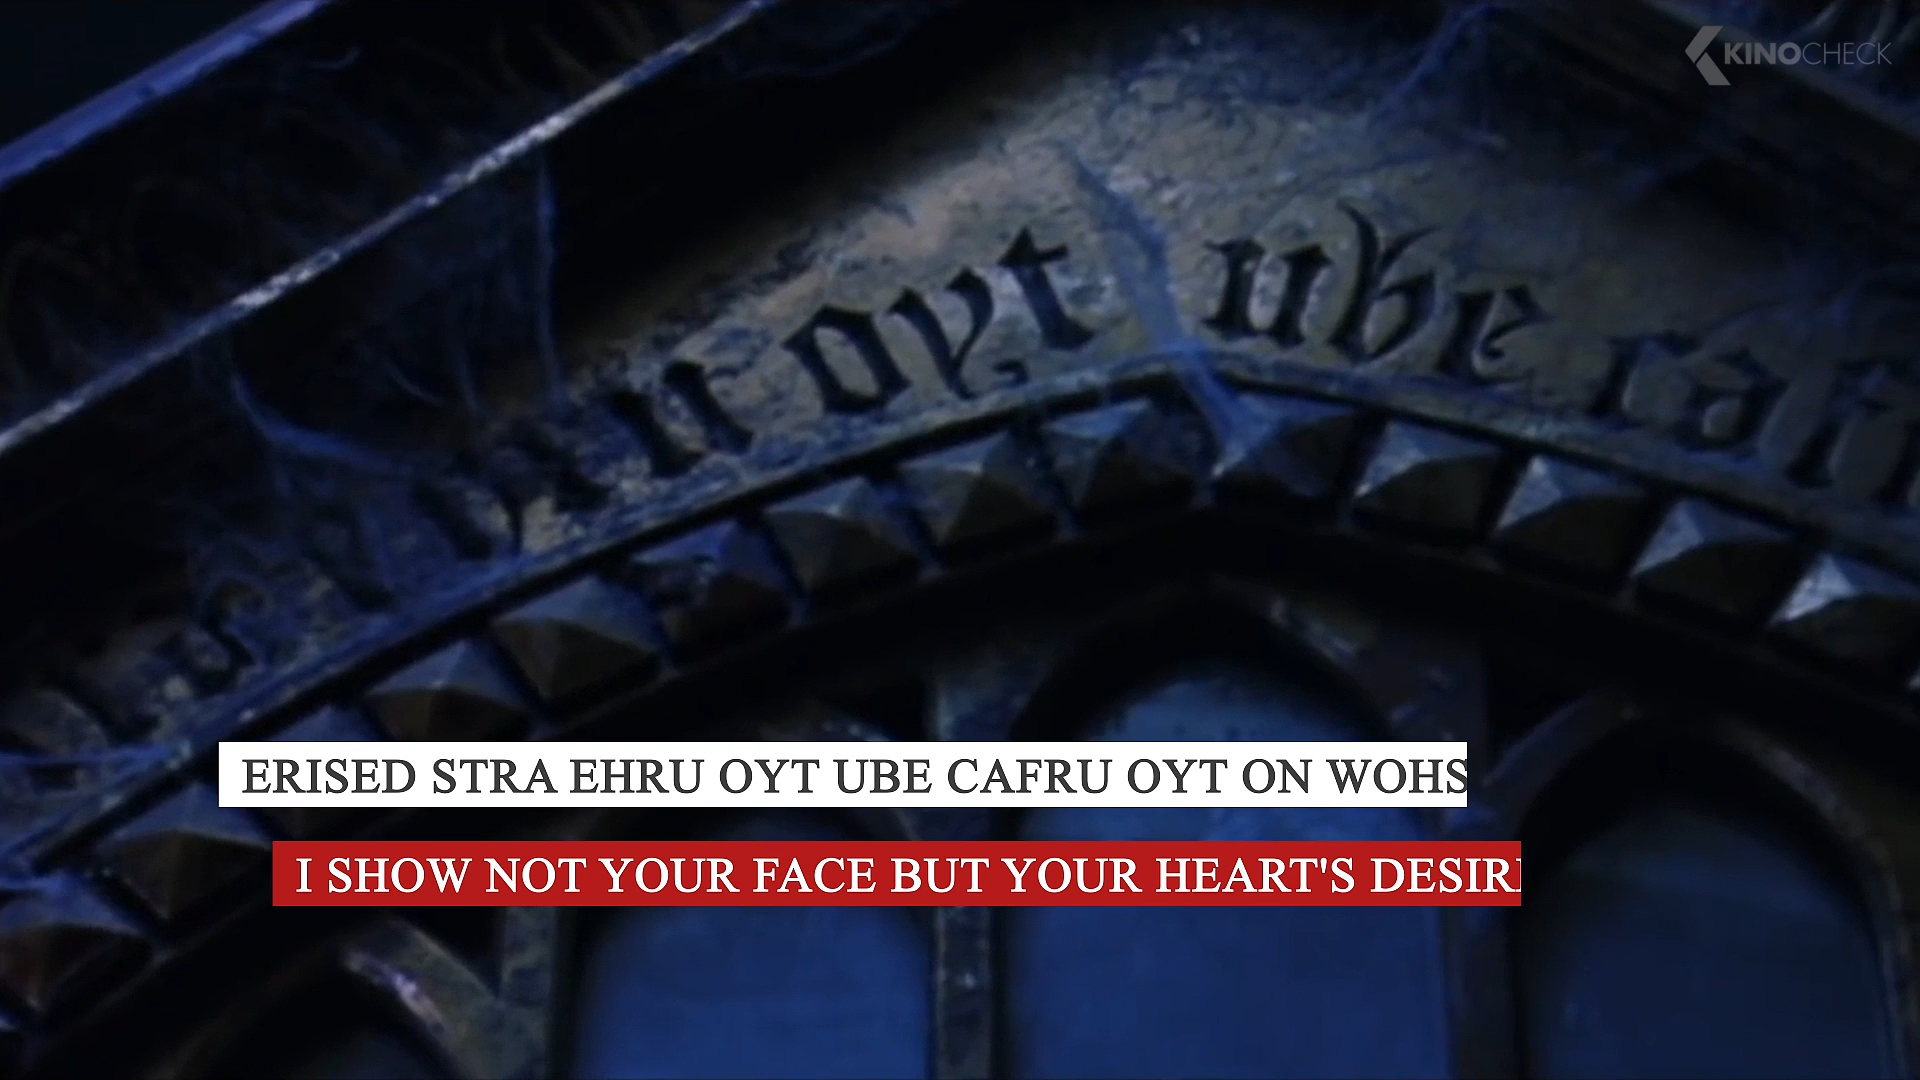 KINOCHECK
oyt ube cafr
ERISED STRA EHRU OYT UBE CAFRU OYT ON WOHS
I SHOW NOT YOUR FACE BUT YOUR HEART'S DESIR